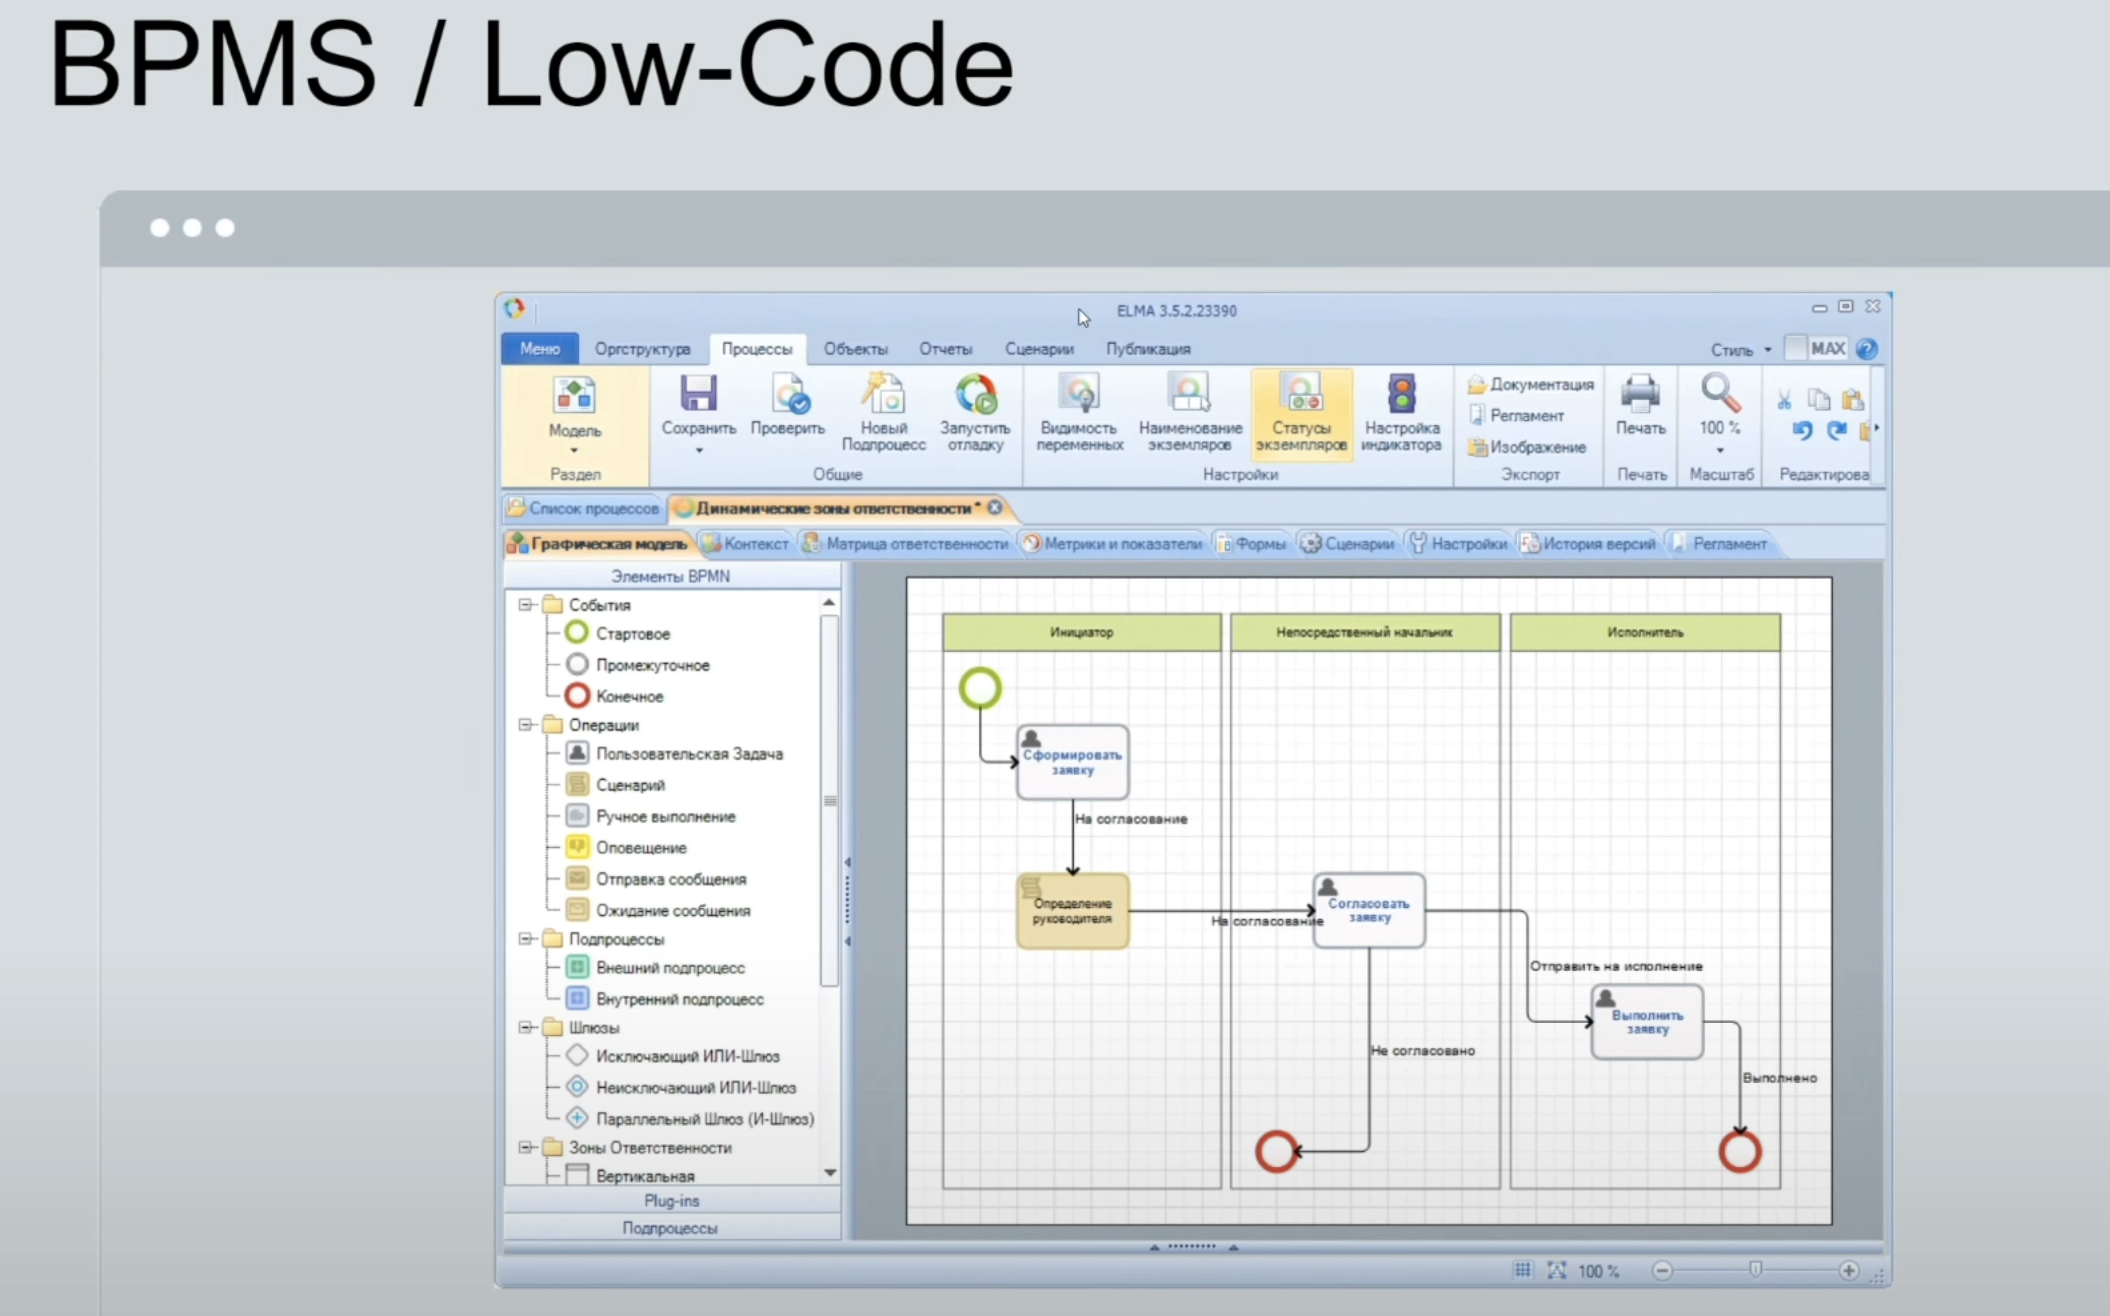 BPMS / Low-Code
ELMA 3.5.2.23390
Меню Оргструктура Процессы Объекты Отчеты Сценарии Публикация Стиль MAX
Модель
Раздел
Сохранить Проверить Новый Подпроцесс Запустить отладку
Общие
Видимость переменных Наименование экземпляров Статусы экземпляров Настройка индикатора
Настройки
Документация
Регламент
Изображение
Экспорт
Печать
Печать
100 %
Масштаб
Редактирова
Список процессов Динамические зоны ответственности *
Графическая модель Контекст Матрица ответственности Метрики и показатели Формы Сценарии Настройки История версий Регламент
Элементы BPMN
События
Стартовое
Промежуточное
Конечное
Операции
Пользовательская Задача
Сценарий
Ручное выполнение
Оповещение
Отправка сообщения
Ожидание сообщения
Подпроцессы
Внешний подпроцесс
Внутренний подпроцесс
Шлюзы
Исключающий ИЛИ-Шлюз
Неисключающий ИЛИ-Шлюз
Параллельный Шлюз (И-Шлюз)
Зоны Ответственности
Вертикальная
Plug-ins
Подпроцессы
Инициатор
Непосредственный начальник
Исполнитель
Сформировать
заявку
На согласование
Определение
руководителя
На согласование
Согласовать
заявку
Отправить на исполнение
Выполнить
заявку
Не согласовано
Выполнено
100 %